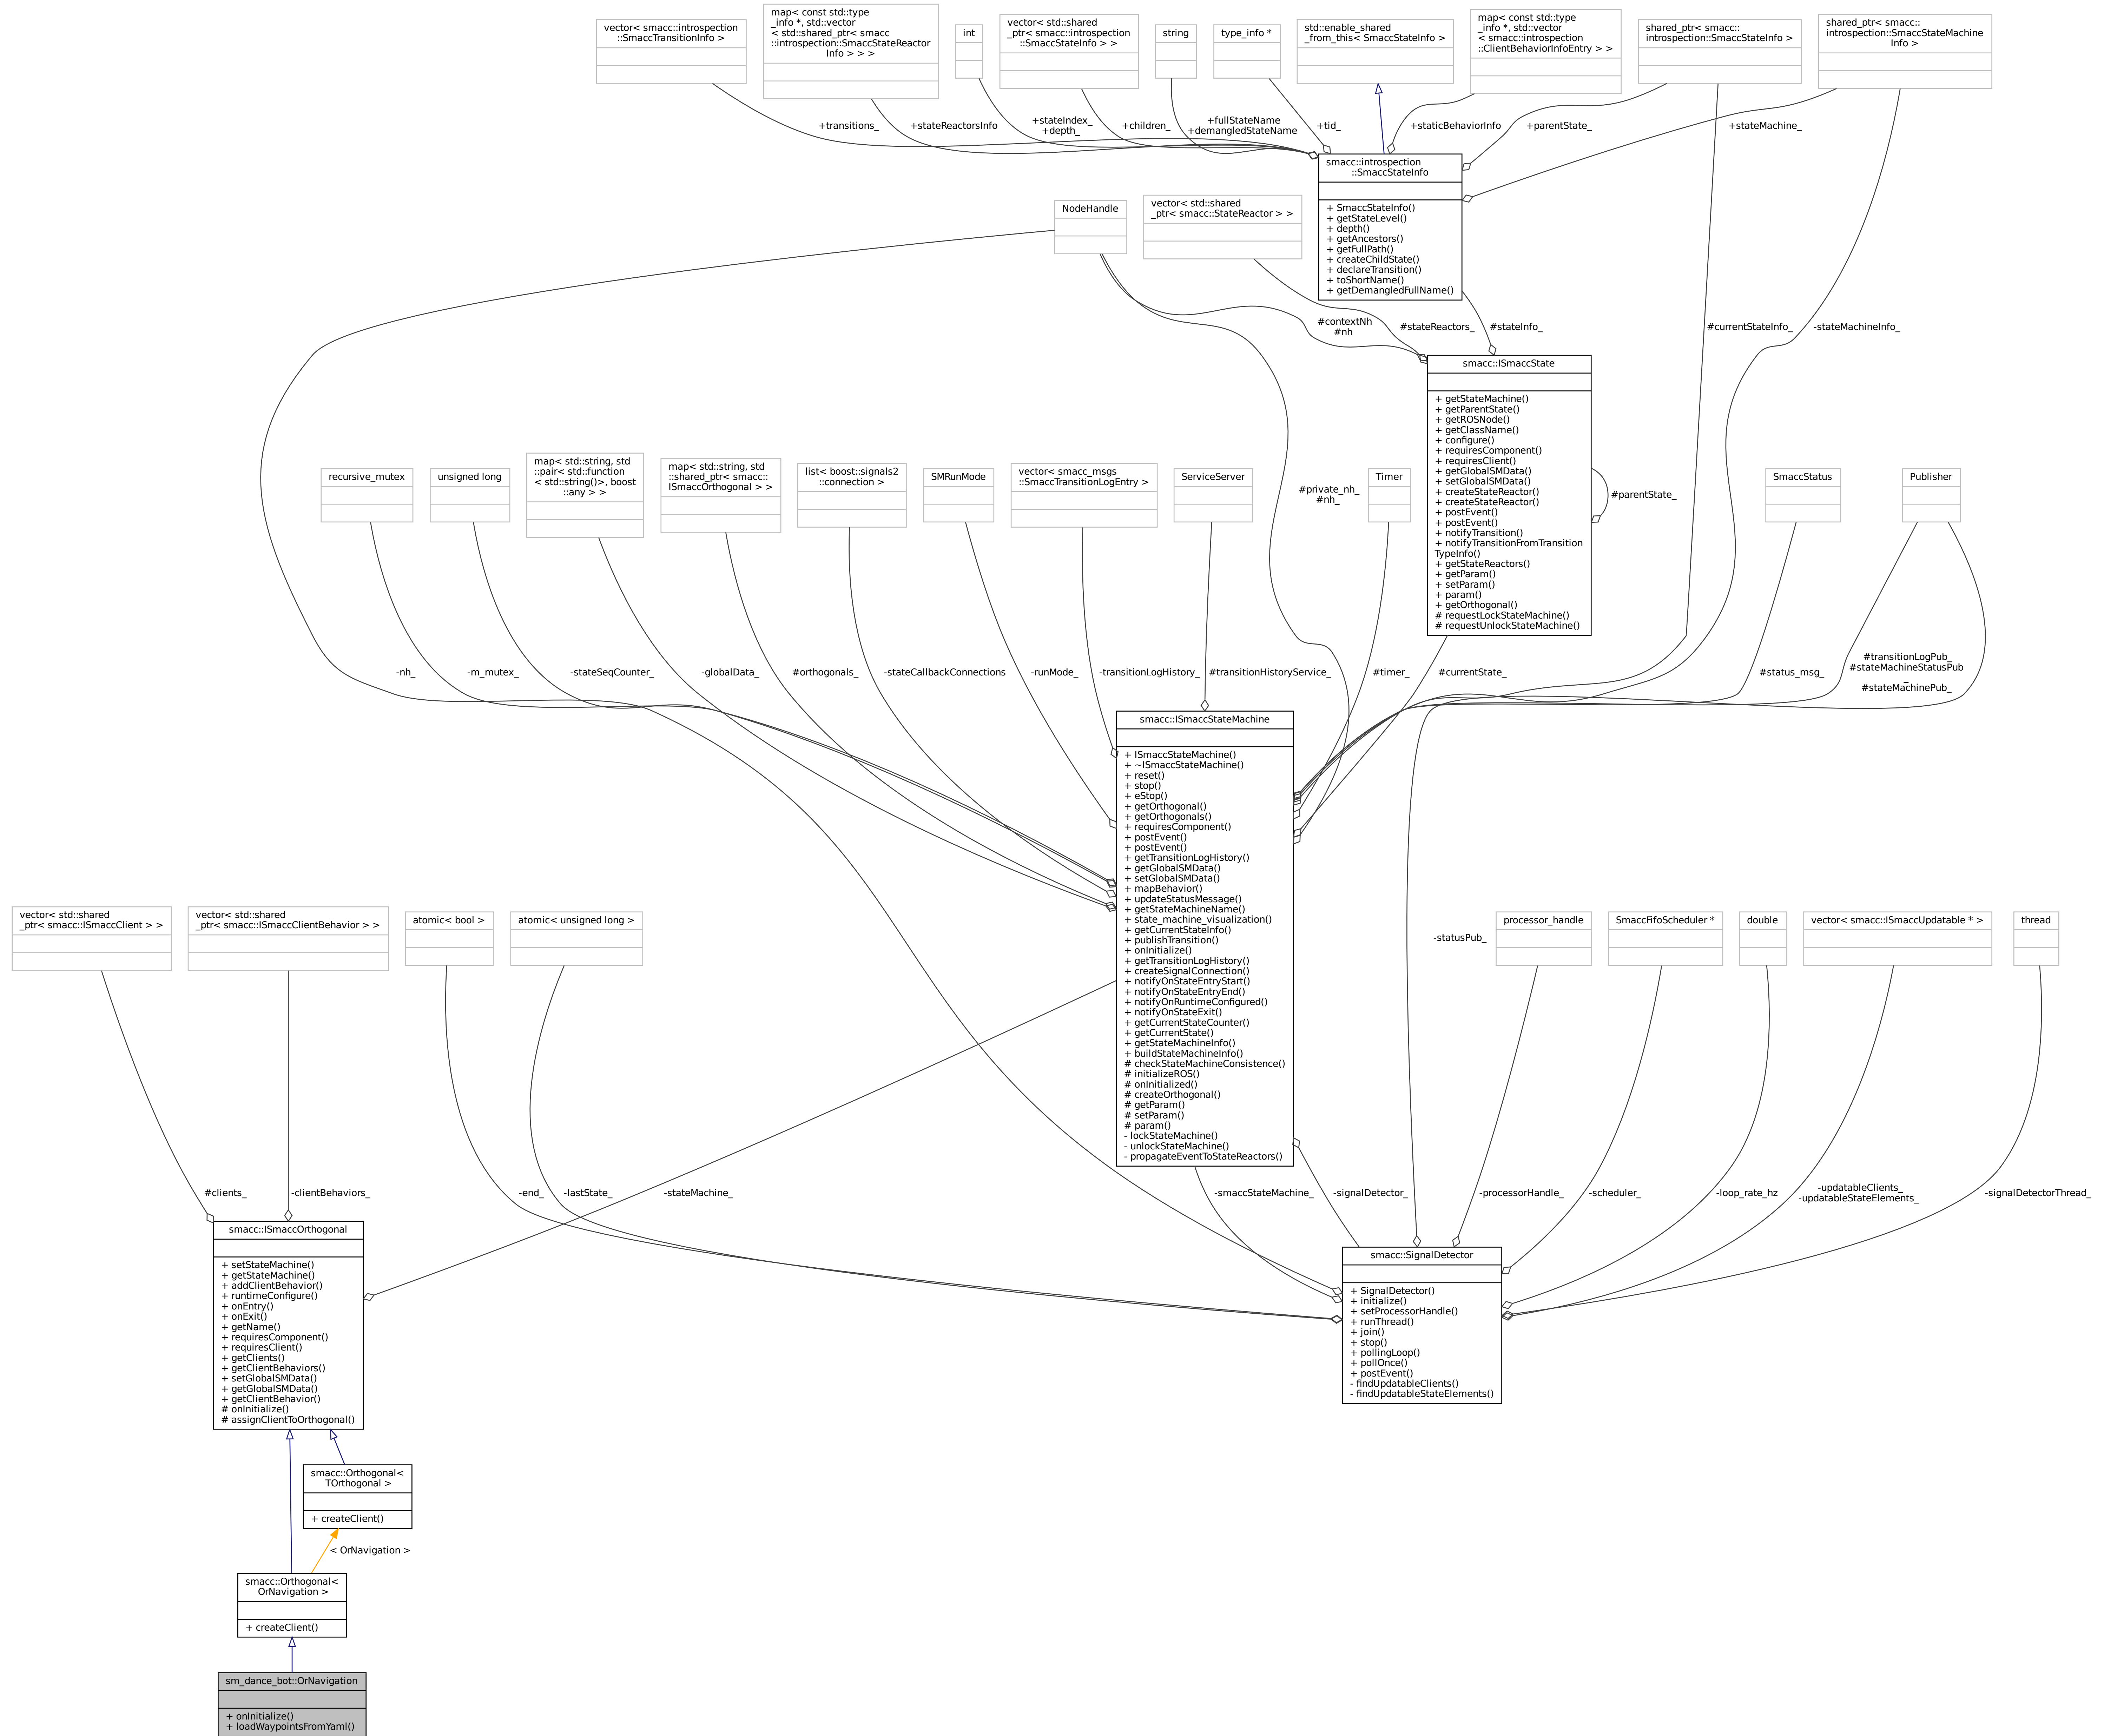 vector< smacc::introspection
::SmaccTransitionInfo >
map< const std::type
_info *, std::vector
< std::shared_ptr< smacc
::introspection::SmaccStateReactor
Info > > >
int
vector< std::shared
_ptr< smacc::introspection
::SmaccStateInfo > >
string
type_info *
std::enable_shared
_from_this< SmaccStateInfo >
map< const std::type
_info *, std::vector
< smacc::introspection
::ClientBehaviorInfoEntry > >
shared_ptr< smacc::
introspection::SmaccStateInfo >
shared_ptr< smacc::
introspection::SmaccStateMachine
Info >
+transitions_
+stateReactorsInfo
+stateIndex_
+depth_
+children_
+fullStateName
+demangledStateName
+tid_
+staticBehaviorInfo
+parentState_
+stateMachine_
smacc::introspection
::SmaccStateInfo
+ SmaccStateInfo()
+ getStateLevel()
+ depth()
+ getAncestors()
+ getFullPath()
+ createChildState()
+ declareTransition()
+ toShortName()
+ getDemangledFullName()
NodeHandle
vector< std::shared
_ptr< smacc::StateReactor > >
#contextNh
#nh
#stateReactors_
#stateInfo_
#currentStateInfo_
-stateMachineInfo_
smacc::ISmaccState
+ getStateMachine()
+ getParentState()
+ getROSNode()
+ getClassName()
+ configure()
+ requiresComponent()
+ requiresClient()
+ getGlobalSMData()
+ setGlobalSMData()
+ createStateReactor()
+ createStateReactor()
+ postEvent()
+ postEvent()
+ notifyTransition()
+ notifyTransitionFromTransition
TypeInfo()
+ getStateReactors()
+ getParam()
+ setParam()
+ param()
+ getOrthogonal()
# requestLockStateMachine()
# requestUnlockStateMachine()
#parentState_
recursive_mutex
unsigned long
map< std::string, std
::pair< std::function
< std::string()>, boost
::any > >
map< std::string, std
::shared_ptr< smacc::
ISmaccOrthogonal > >
list< boost::signals2
::connection >
SMRunMode
vector< smacc_msgs
::SmaccTransitionLogEntry >
ServiceServer
#private_nh_
#nh_
Timer
SmaccStatus
Publisher
-nh_
-m_mutex_
-stateSeqCounter_
-globalData_
#orthogonals_
-stateCallbackConnections
-runMode_
-transitionLogHistory_
#transitionHistoryService_
#timer_
#currentState_
#status_msg_
#transitionLogPub_
#stateMachineStatusPub
_
#stateMachinePub_
smacc::ISmaccStateMachine
+ ISmaccStateMachine()
+ ~ISmaccStateMachine()
+ reset()
+ stop()
+ eStop()
+ getOrthogonal()
+ getOrthogonals()
+ requiresComponent()
+ postEvent()
+ postEvent()
+ getTransitionLogHistory()
+ getGlobalSMData()
+ setGlobalSMData()
+ mapBehavior()
+ updateStatusMessage()
+ getStateMachineName()
+ state_machine_visualization()
+ getCurrentStateInfo()
+ publishTransition()
+ onInitialize()
+ getTransitionLogHistory()
+ createSignalConnection()
+ notifyOnStateEntryStart()
+ notifyOnStateEntryEnd()
+ notifyOnRuntimeConfigured()
+ notifyOnStateExit()
+ getCurrentStateCounter()
+ getCurrentState()
+ getStateMachineInfo()
+ buildStateMachineInfo()
# checkStateMachineConsistence()
# initializeROS()
# onInitialized()
# createOrthogonal()
# getParam()
# setParam()
# param()
- lockStateMachine()
- unlockStateMachine()
- propagateEventToStateReactors()
vector< std::shared
_ptr< smacc::ISmaccClient > >
vector< std::shared
_ptr< smacc::ISmaccClientBehavior > >
atomic< bool >
atomic< unsigned long >
-statusPub_
processor_handle
SmaccFifoScheduler *
double
vector< smacc::ISmaccUpdatable * >
thread
#clients_
-clientBehaviors_
-end_
-lastState_
-stateMachine_
-smaccStateMachine_
-signalDetector_
-processorHandle_
-scheduler_
-loop_rate_hz
-updatableClients_
-updatableStateElements_
-signalDetectorThread_
smacc::ISmaccOrthogonal
+ setStateMachine()
+ getStateMachine()
+ addClientBehavior()
+ runtimeConfigure()
+ onEntry()
+ onExit()
+ getName()
+ requiresComponent()
+ requiresClient()
+ getClients()
+ getClientBehaviors()
+ setGlobalSMData()
+ getGlobalSMData()
+ getClientBehavior()
# onInitialize()
# assignClientToOrthogonal()
smacc::SignalDetector
+ SignalDetector()
+ initialize()
+ setProcessorHandle()
+ runThread()
+ join()
+ stop()
+ pollingLoop()
+ pollOnce()
+ postEvent()
- findUpdatableClients()
- findUpdatableStateElements()
smacc::Orthogonal<
TOrthogonal >
+ createClient()
< OrNavigation >
smacc::Orthogonal<
OrNavigation >
+ createClient()
sm_dance_bot::OrNavigation
+ onInitialize()
+ loadWaypointsFromYaml()